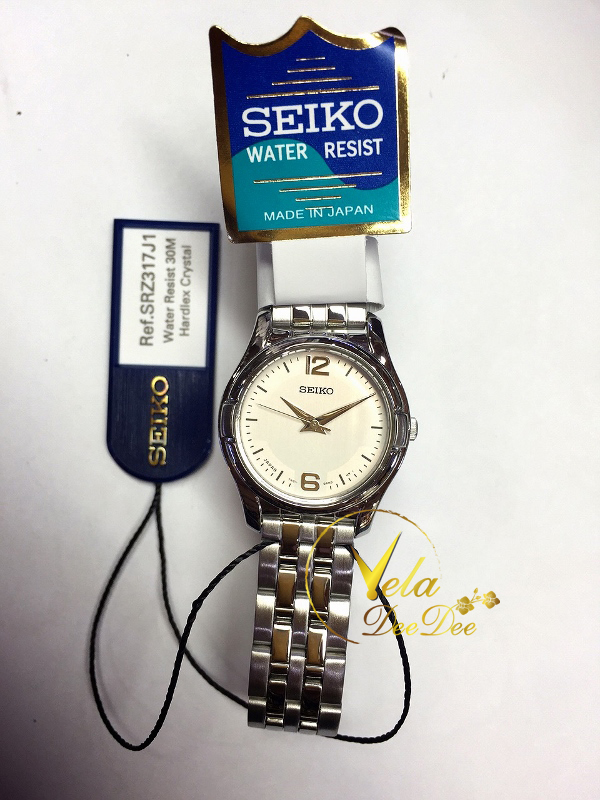 SEIKO
WATER RESIST
MADE IN JAPAN
Ref.SRZ317J1
Water Resist 30M
Hardlex Crystal
SEIKO
12
SEIKO
6
Vela
DeeDee